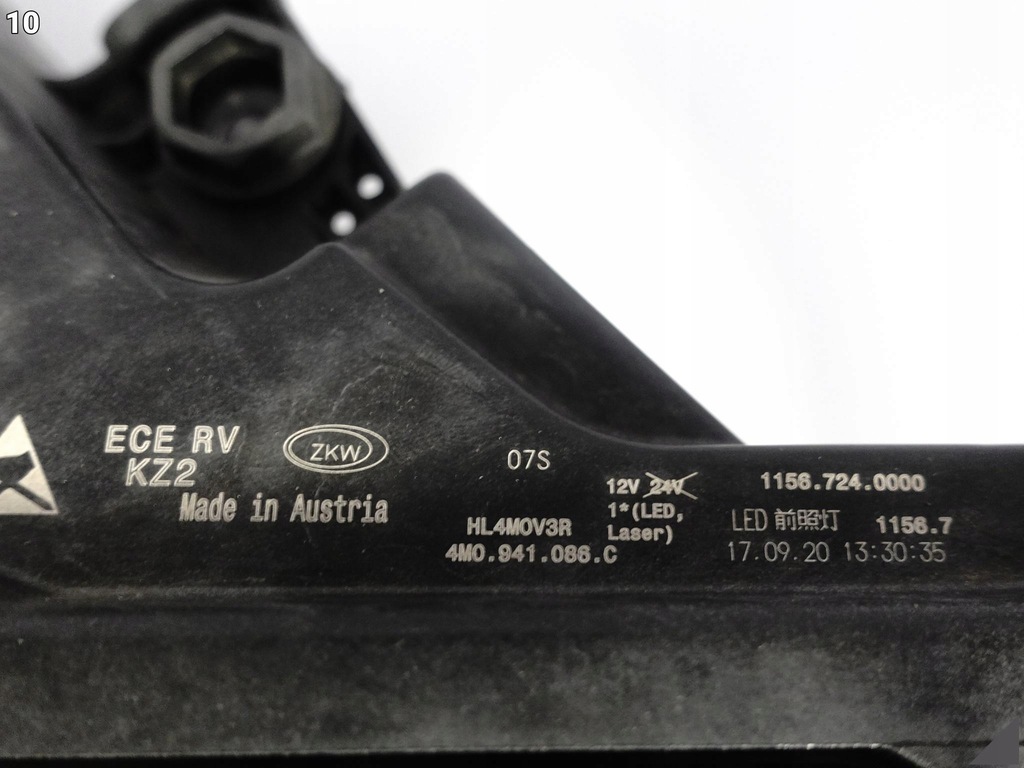 10
ECE RV
KZ2
Made in Austria
ZKW
07S
HL4M0V3R
4M0.941.086.C
12V 24V
1*(LED,
Laser)
1156.724.0000
LED 前照灯 1156.7
17.09.20 13:30:35